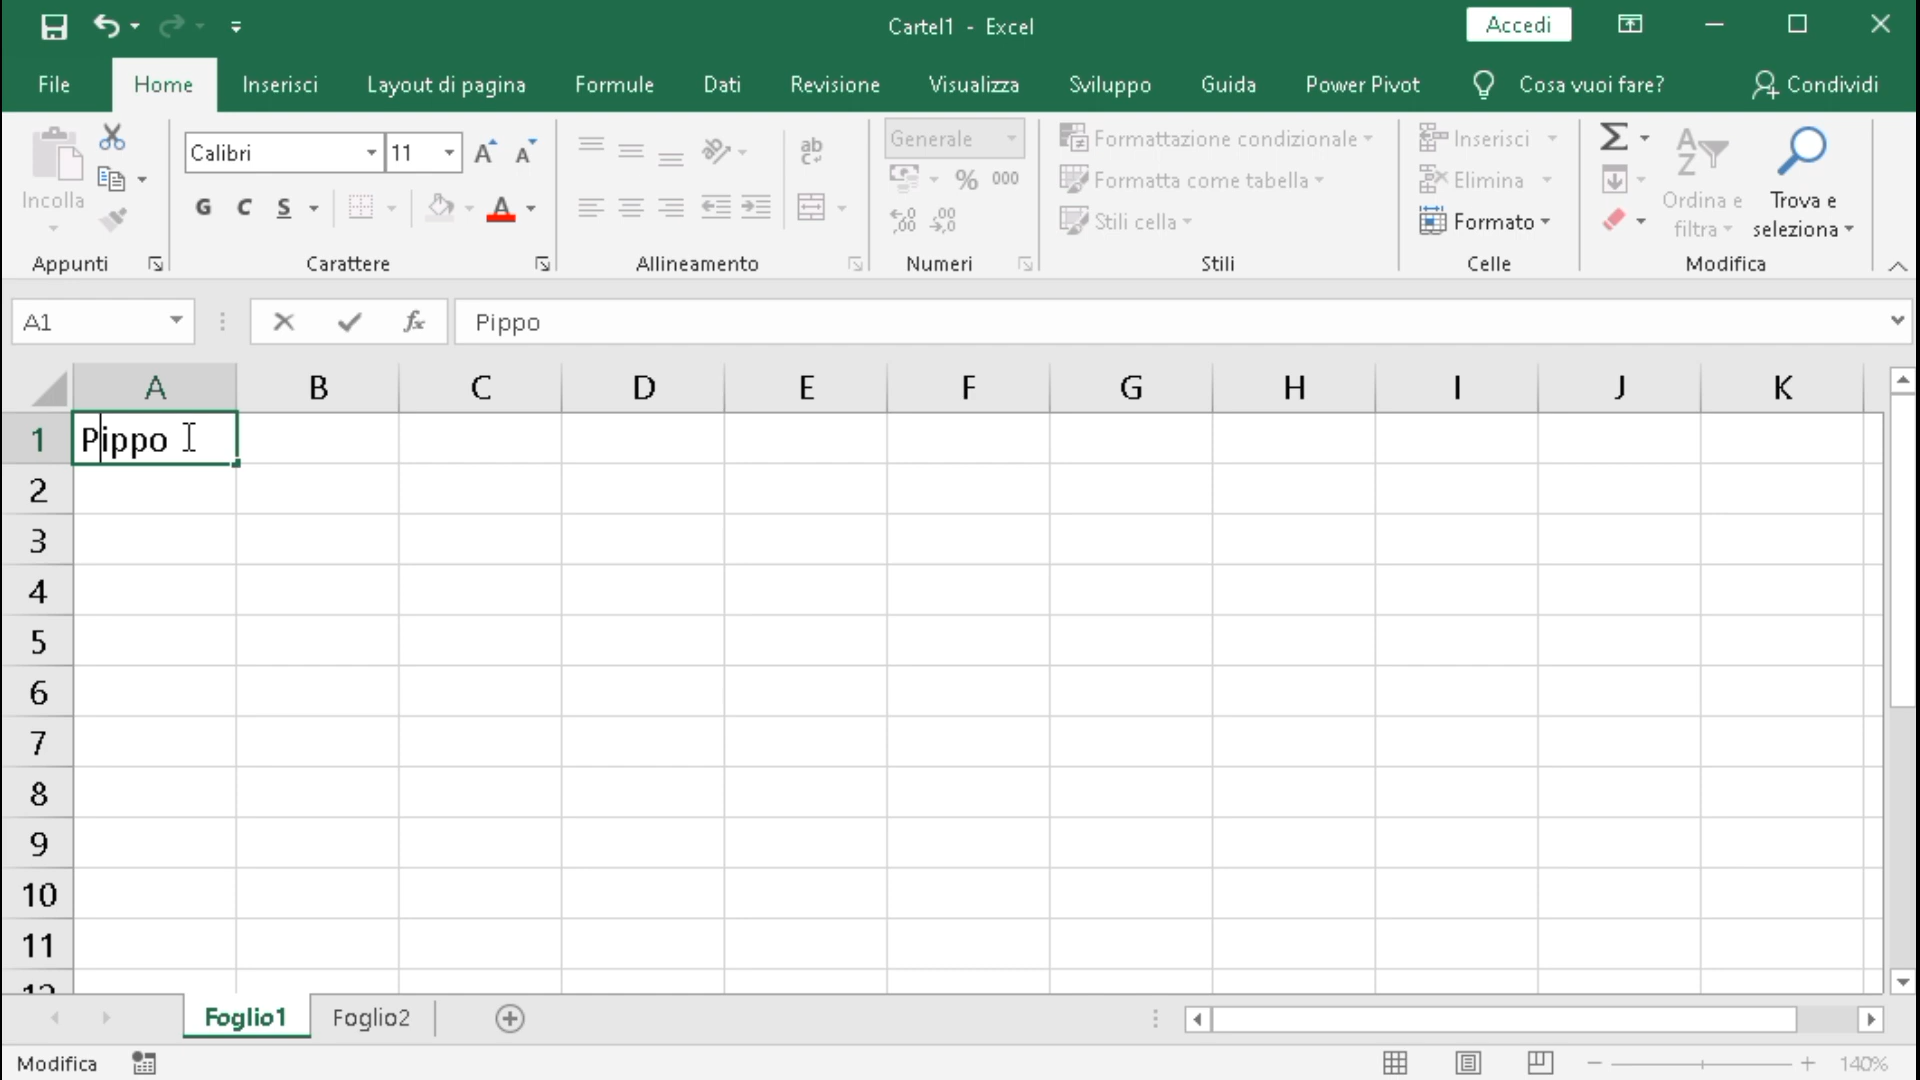 Cartel1 - Excel
Accedi
File Home Inserisci Layout di pagina Formule Dati Revisione Visualizza Sviluppo Guida Power Pivot Cosa vuoi fare? Condividi
Incolla
Calibri 11
G C S A
ab
c
Generale
% 000
Formattazione condizionale
Formatta come tabella
Stili cella
Inserisci
Elimina
Formato
Σ
Ordina e
filtra
Trova e
seleziona
Appunti Carattere Allineamento Numeri Stili Celle Modifica
A1 fx Pippo
A B C D E F G H I J K
1 Pippo
2
3
4
5
6
7
8
9
10
11
12
Foglio1 Foglio2
Modifica 140%